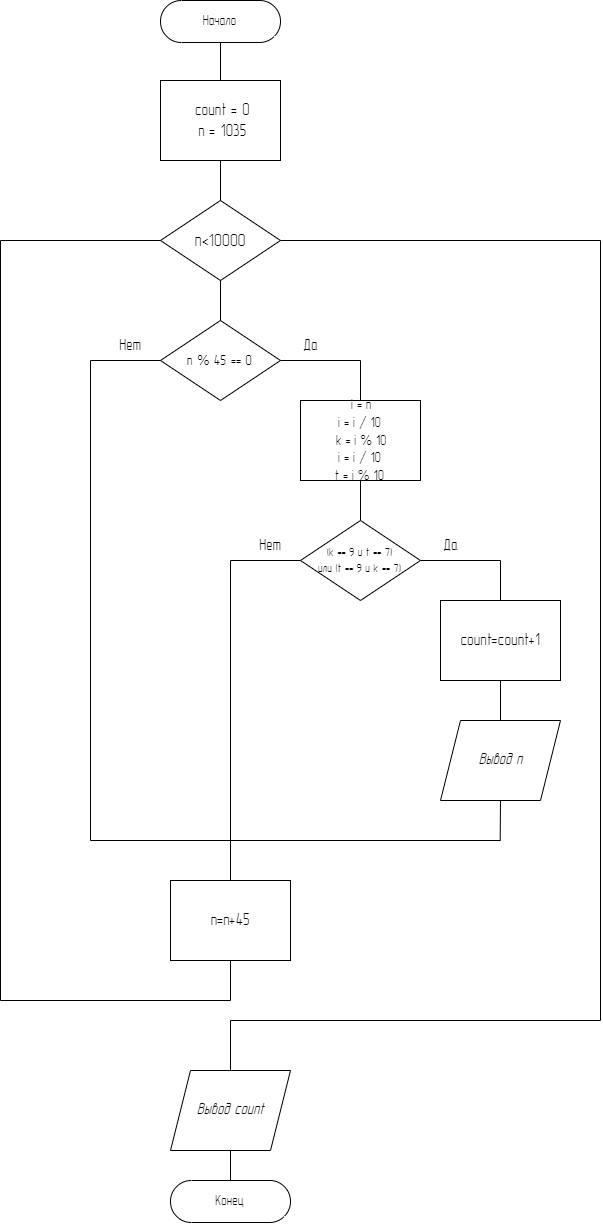 Начало
count = 0
n = 1035
n<10000
Нет
Да
n % 45 == 0
i = n
i = i / 10
k = i % 10
i = i / 10
t = i % 10
Нет
Да
(k == 9 и t == 7)
или (t == 9 и k == 7)
count=count+1
Вывод n
n=n+45
Вывод count
Конец